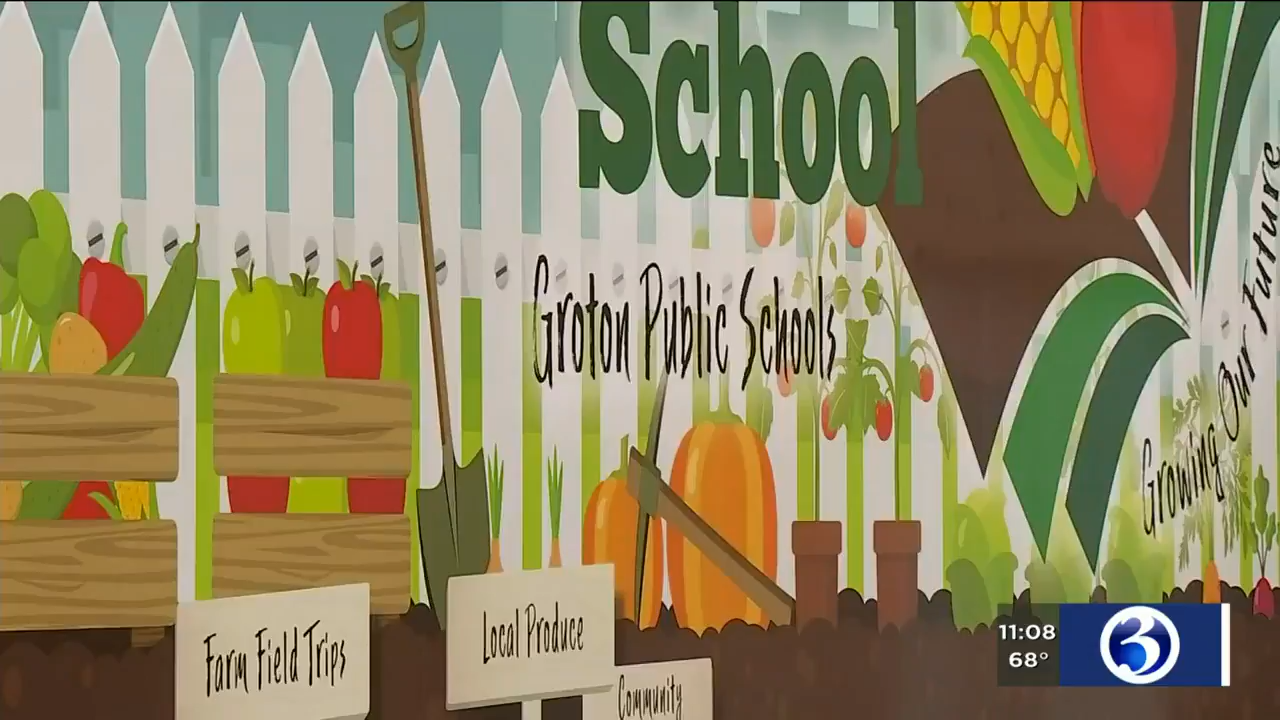 School
Groton Public Schools
Growing Our Future
Farm Field Trips
Local Produce
Community
11:08
68°
3